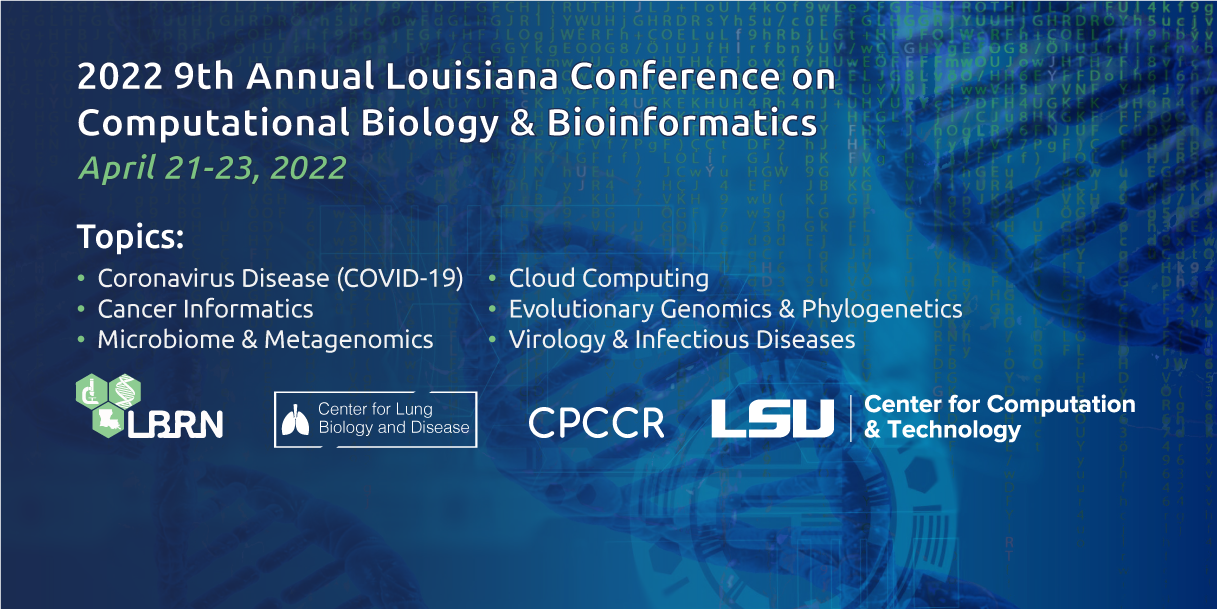 2022 9th Annual Louisiana Conference on
Computational Biology & Bioinformatics
April 21-23, 2022
Topics:
• Coronavirus Disease (COVID-19)
• Cancer Informatics
• Microbiome & Metagenomics
• Cloud Computing
• Evolutionary Genomics & Phylogenetics
• Virology & Infectious Diseases
LBRN
Center for Lung
Biology and Disease
CPCCR
LSU
Center for Computation
& Technology